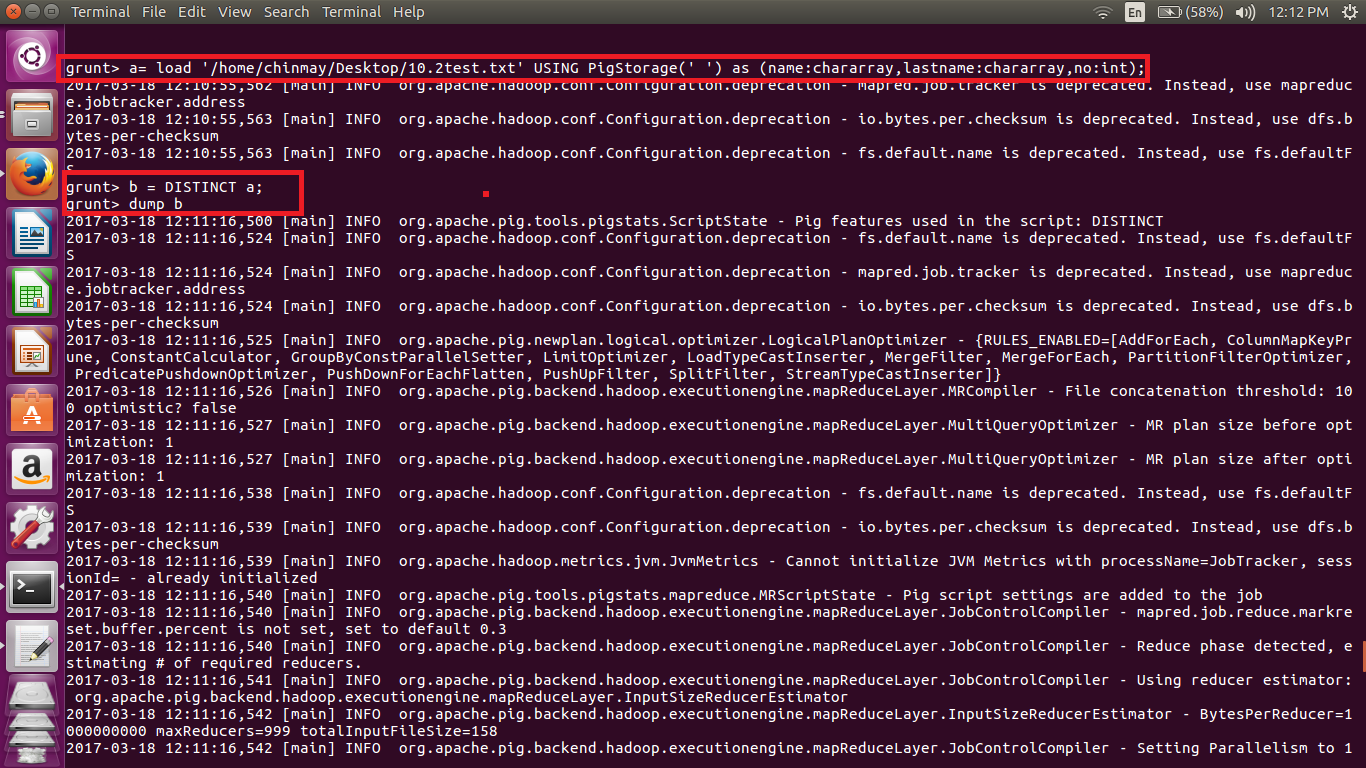 Terminal File Edit View Search Terminal Help En (58%) 12:12 PM
grunt> a= load '/home/chinmay/Desktop/10.2test.txt' USING PigStorage(' ') as (name:chararray,lastname:chararray,no:int);
2017-03-18 12:10:55,562 [main] INFO  org.apache.hadoop.conf.Configuration.deprecation - mapred.job.tracker is deprecated. Instead, use mapreduc
e.jobtracker.address
2017-03-18 12:10:55,563 [main] INFO  org.apache.hadoop.conf.Configuration.deprecation - io.bytes.per.checksum is deprecated. Instead, use dfs.b
ytes-per-checksum
2017-03-18 12:10:55,563 [main] INFO  org.apache.hadoop.conf.Configuration.deprecation - fs.default.name is deprecated. Instead, use fs.defaultF
S
grunt> b = DISTINCT a;
grunt> dump b
2017-03-18 12:11:16,500 [main] INFO  org.apache.pig.tools.pigstats.ScriptState - Pig features used in the script: DISTINCT
2017-03-18 12:11:16,524 [main] INFO  org.apache.hadoop.conf.Configuration.deprecation - fs.default.name is deprecated. Instead, use fs.defaultF
S
2017-03-18 12:11:16,524 [main] INFO  org.apache.hadoop.conf.Configuration.deprecation - mapred.job.tracker is deprecated. Instead, use mapreduc
e.jobtracker.address
2017-03-18 12:11:16,524 [main] INFO  org.apache.hadoop.conf.Configuration.deprecation - io.bytes.per.checksum is deprecated. Instead, use dfs.b
ytes-per-checksum
2017-03-18 12:11:16,525 [main] INFO  org.apache.pig.newplan.logical.optimizer.LogicalPlanOptimizer - {RULES_ENABLED=[AddForEach, ColumnMapKeyPr
une, ConstantCalculator, GroupByConstParallelSetter, LimitOptimizer, LoadTypeCastInserter, MergeFilter, MergeForEach, PartitionFilterOptimizer,
 PredicatePushdownOptimizer, PushDownForEachFlatten, PushUpFilter, SplitFilter, StreamTypeCastInserter]}
2017-03-18 12:11:16,526 [main] INFO  org.apache.pig.backend.hadoop.executionengine.mapReduceLayer.MRCompiler - File concatenation threshold: 10
0 optimistic? false
2017-03-18 12:11:16,527 [main] INFO  org.apache.pig.backend.hadoop.executionengine.mapReduceLayer.MultiQueryOptimizer - MR plan size before opt
imization: 1
2017-03-18 12:11:16,527 [main] INFO  org.apache.pig.backend.hadoop.executionengine.mapReduceLayer.MultiQueryOptimizer - MR plan size after opti
mization: 1
2017-03-18 12:11:16,538 [main] INFO  org.apache.hadoop.conf.Configuration.deprecation - fs.default.name is deprecated. Instead, use fs.defaultF
S
2017-03-18 12:11:16,539 [main] INFO  org.apache.hadoop.conf.Configuration.deprecation - io.bytes.per.checksum is deprecated. Instead, use dfs.b
ytes-per-checksum
2017-03-18 12:11:16,539 [main] INFO  org.apache.hadoop.metrics.jvm.JvmMetrics - Cannot initialize JVM Metrics with processName=JobTracker, sess
ionId= - already initialized
2017-03-18 12:11:16,540 [main] INFO  org.apache.pig.tools.pigstats.mapreduce.MRScriptState - Pig script settings are added to the job
2017-03-18 12:11:16,540 [main] INFO  org.apache.pig.backend.hadoop.executionengine.mapReduceLayer.JobControlCompiler - mapred.job.reduce.markre
set.buffer.percent is not set, set to default 0.3
2017-03-18 12:11:16,540 [main] INFO  org.apache.pig.backend.hadoop.executionengine.mapReduceLayer.JobControlCompiler - Reduce phase detected, e
stimating # of required reducers.
2017-03-18 12:11:16,541 [main] INFO  org.apache.pig.backend.hadoop.executionengine.mapReduceLayer.JobControlCompiler - Using reducer estimator:
 org.apache.pig.backend.hadoop.executionengine.mapReduceLayer.InputSizeReducerEstimator
2017-03-18 12:11:16,542 [main] INFO  org.apache.pig.backend.hadoop.executionengine.mapReduceLayer.InputSizeReducerEstimator - BytesPerReducer=1
000000000 maxReducers=999 totalInputFileSize=158
2017-03-18 12:11:16,542 [main] INFO  org.apache.pig.backend.hadoop.executionengine.mapReduceLayer.JobControlCompiler - Setting Parallelism to 1